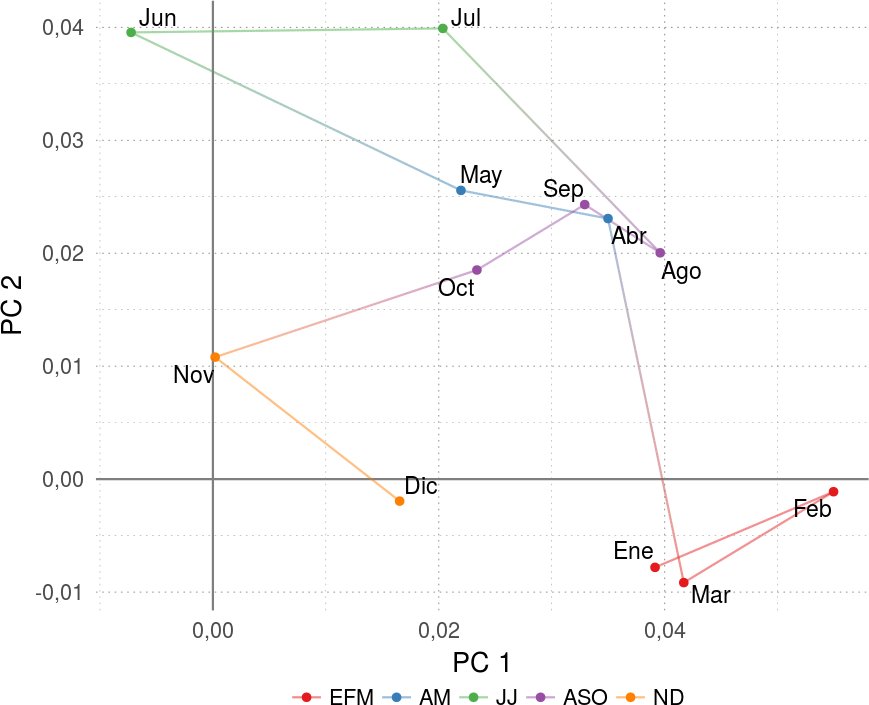 Jun
Jul
0,04
0,03
May
Sep
Abr
0,02
Ago
Oct
PC 2
0,01
Nov
0,00
Dic
Feb
Ene
Mar
-0,01
0,00
0,02
0,04
PC 1
EFM AM JJ ASO ND